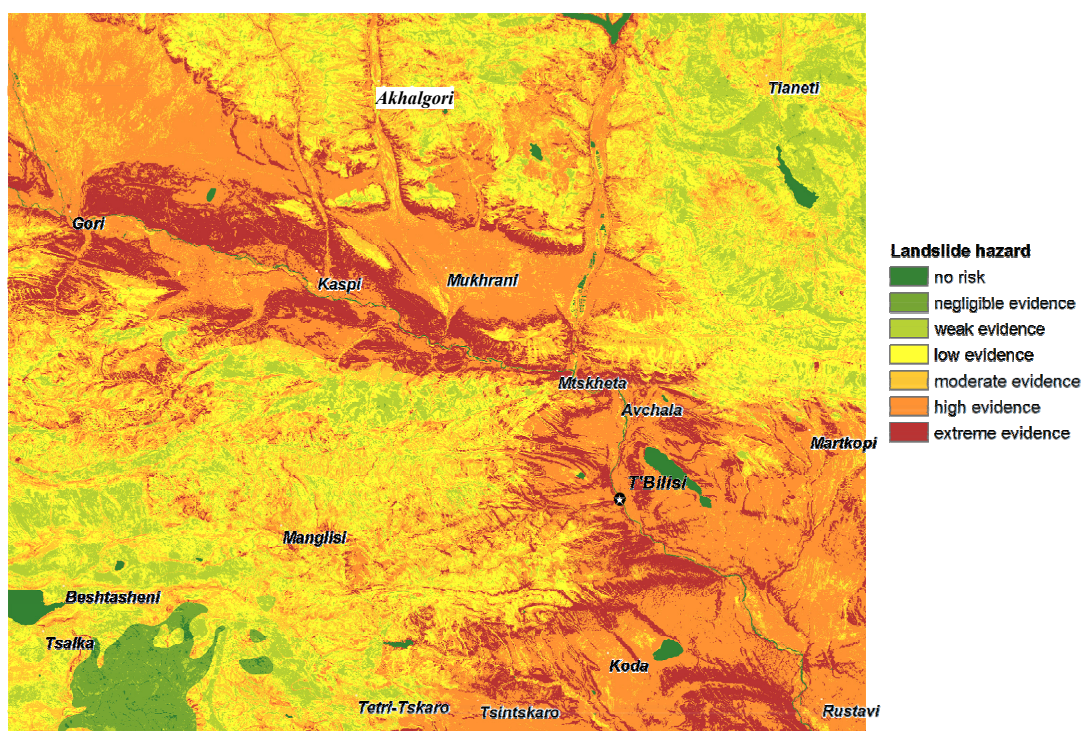 Tianeti
Akhalgori
Gori
Landslide hazard
no risk
Kaspi
Mukhrani
negligible evidence
weak evidence
low evidence
Mtskheta
moderate evidence
Avchala
high evidence
Martkopi
extreme evidence
T'Bilisi
Manglisi
Beshtasheni
Tsalka
Koda
Tetri-Tskaro
Tsintskaro
Rustavi